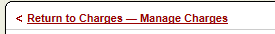 < Return to Charges — Manage Charges